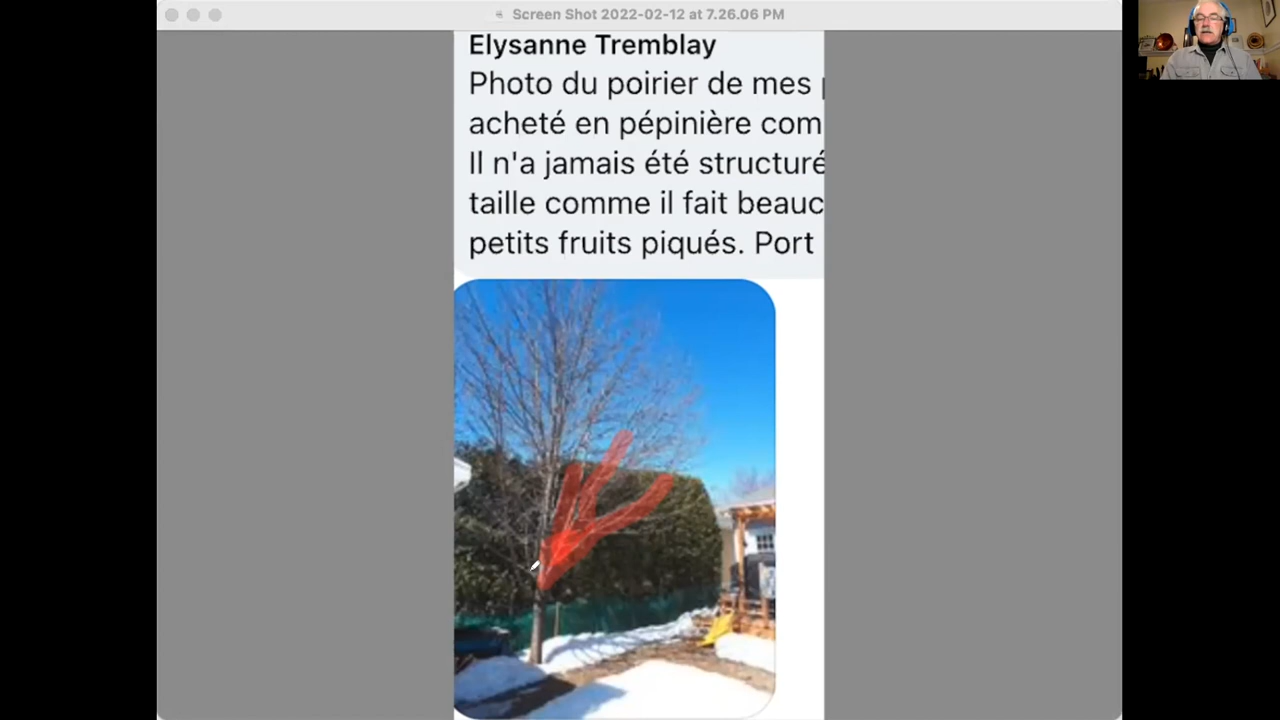 Screen Shot 2022-02-12 at 7.26.06 PM
Elysanne Tremblay
Photo du poirier de mes
acheté en pépinière com
Il n'a jamais été structuré
taille comme il fait beauc
petits fruits piqués. Port